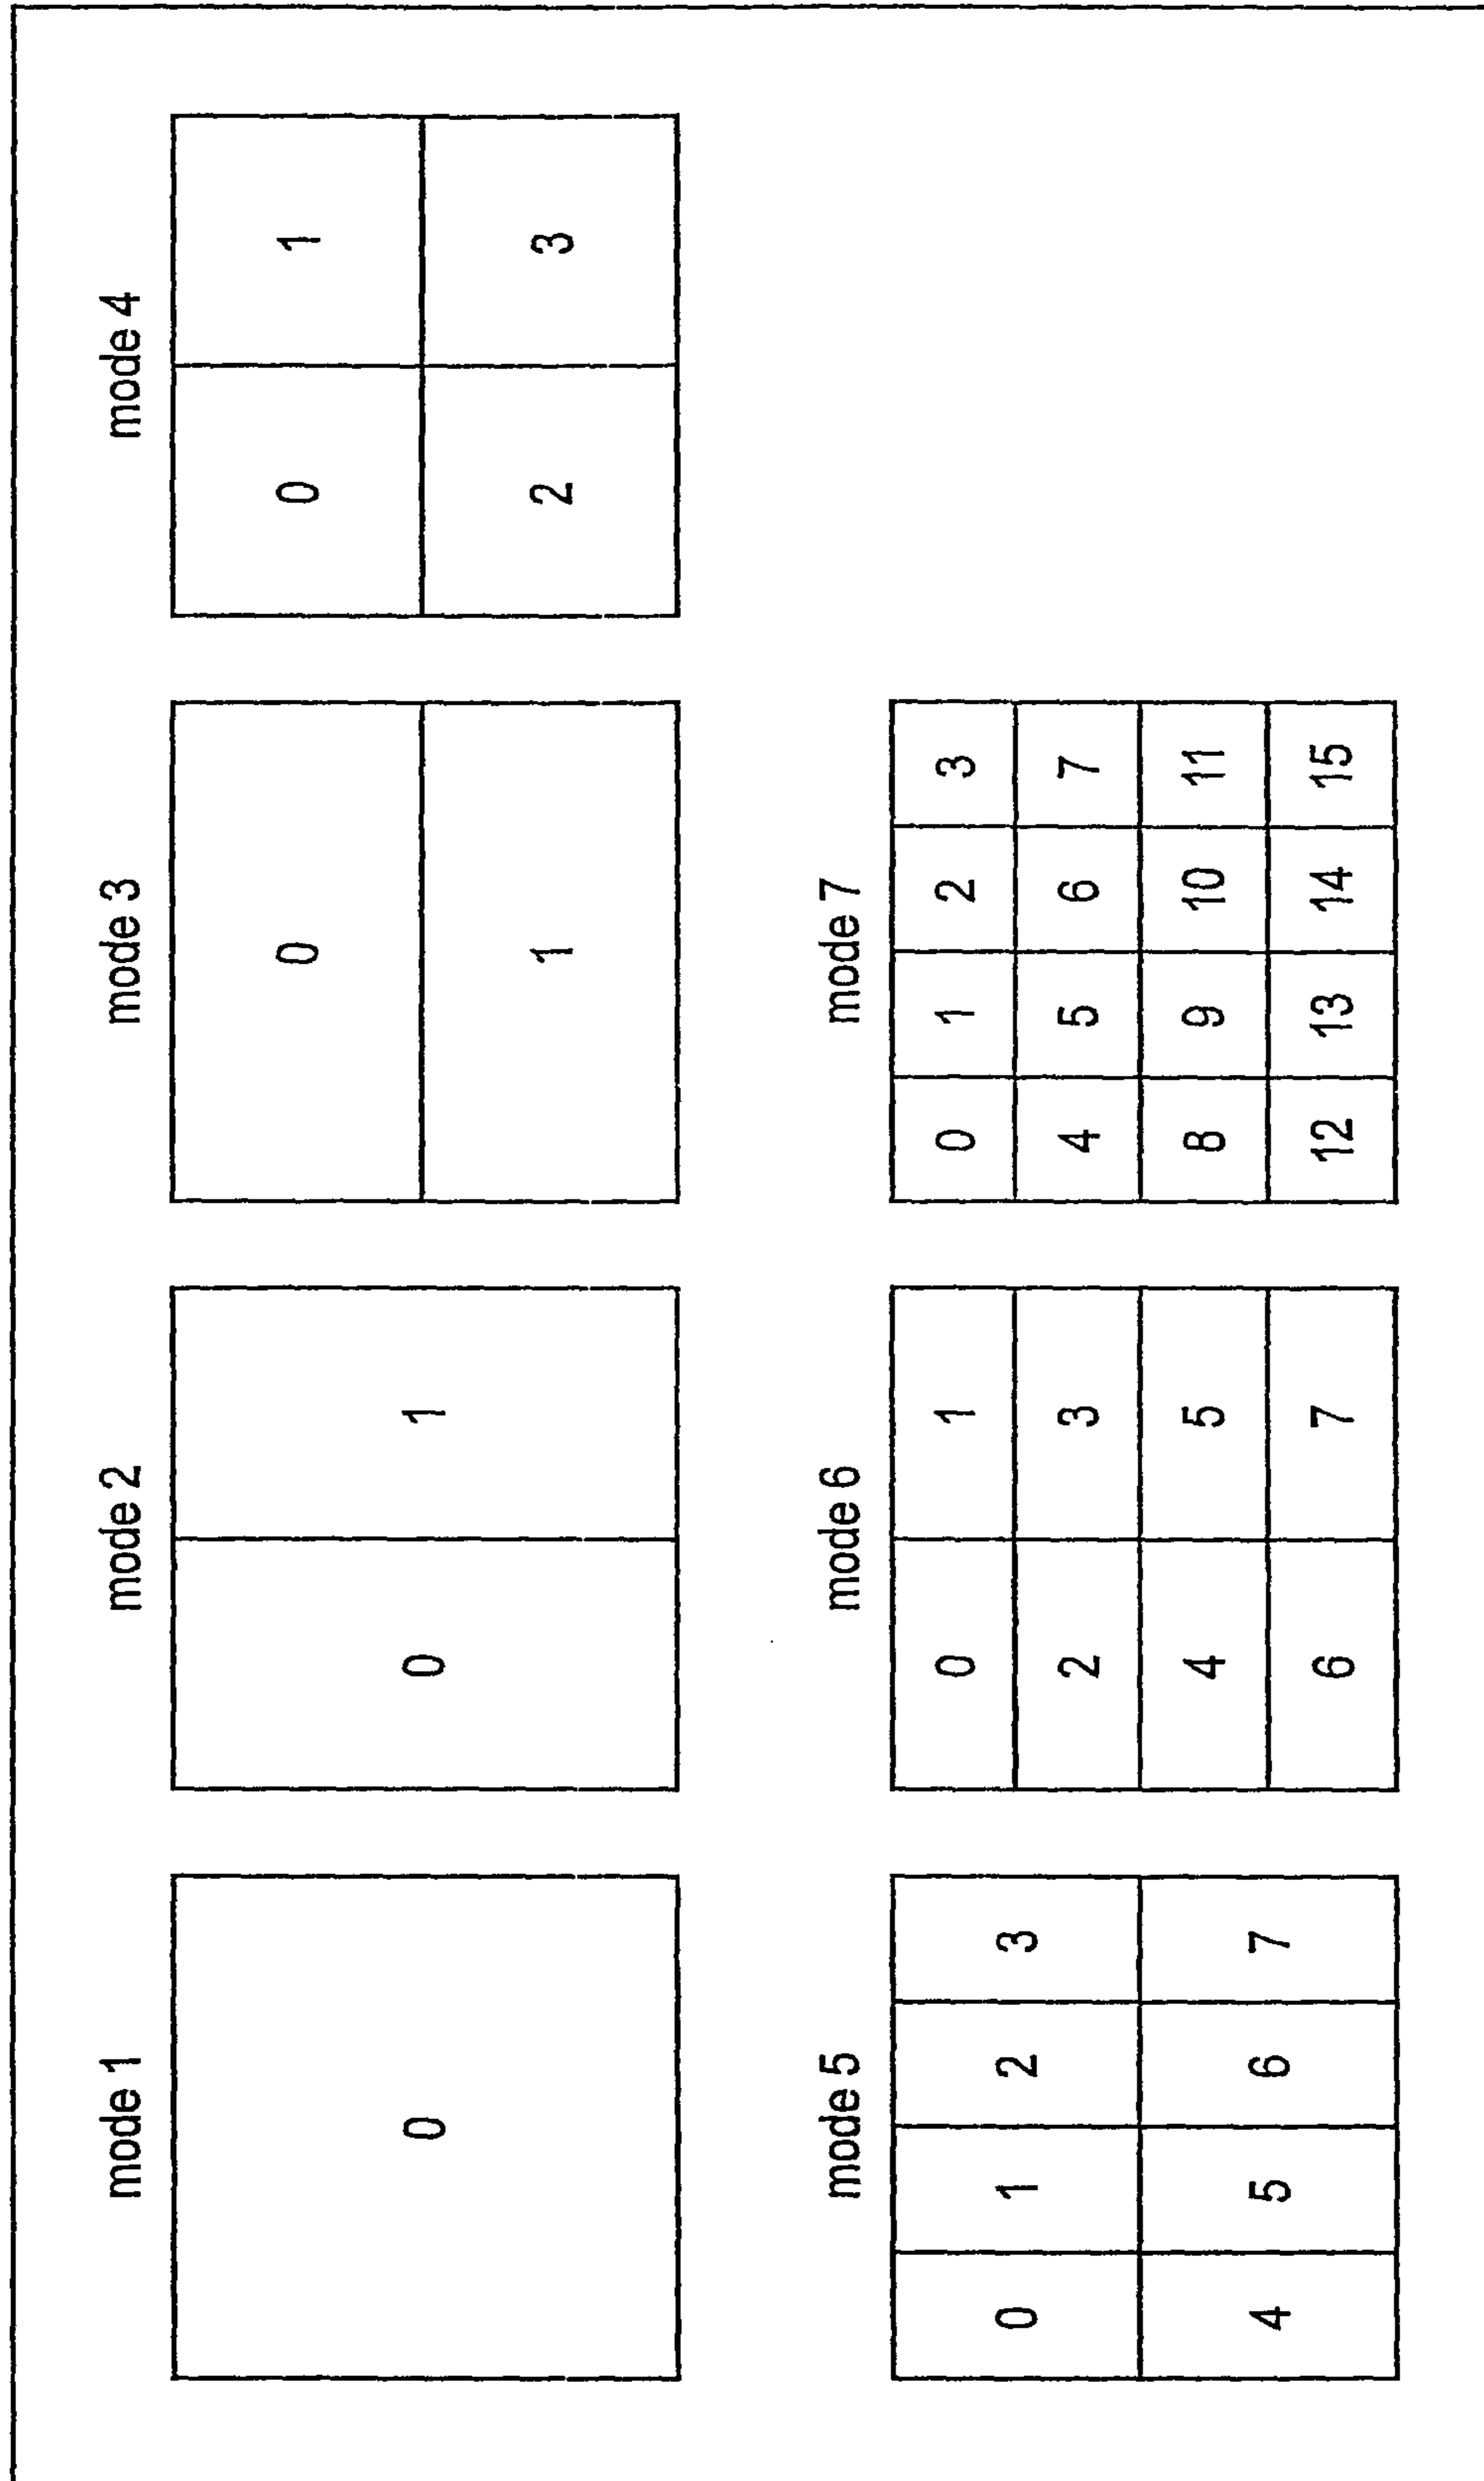 mode 1
0
mode 2
0 1
mode 3
0
1
mode 4
0 1
2 3
mode 5
0 1 2 3
4 5 6 7
mode 6
0 1
2 3
4 5
6 7
mode 7
0 1 2 3
4 5 6 7
8 9 10 11
12 13 14 15